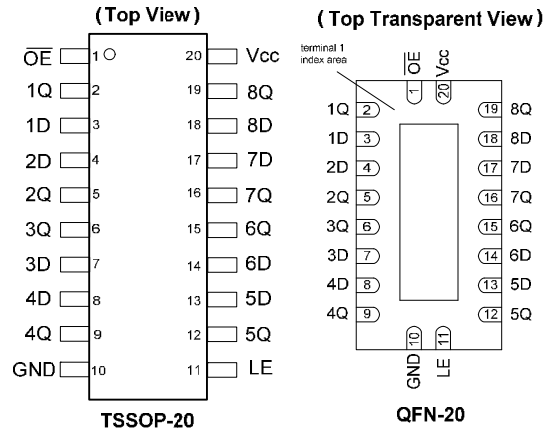 (Top View)
OE 1 20 Vcc
1Q 2 19 8Q
1D 3 18 8D
2D 4 17 7D
2Q 5 16 7Q
3Q 6 15 6Q
3D 7 14 6D
4D 8 13 5D
4Q 9 12 5Q
GND 10 11 LE
TSSOP-20
(Top Transparent View)
terminal 1
index area
OE Vcc
1 20
1Q 2 19 8Q
1D 3 18 8D
2D 4 17 7D
2Q 5 16 7Q
3Q 6 15 6Q
3D 7 14 6D
4D 8 13 5D
4Q 9 12 5Q
10 11
GND LE
QFN-20